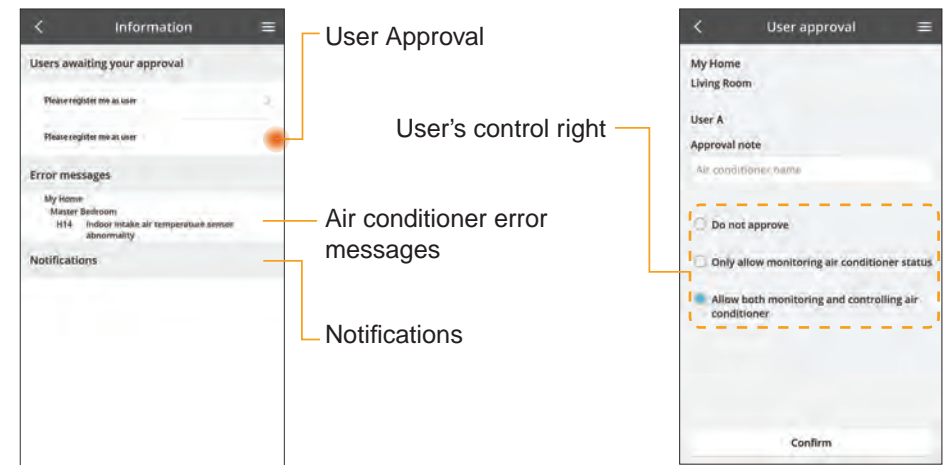 Information
Users awaiting your approval
Please register me as user
Please register me as user
Error messages
My Home
Master Bedroom
H14 Indoor intake air temperature sensor
abnormality
Notifications
User Approval
User's control right
Air conditioner error
messages
Notifications
User approval
My Home
Living Room
User A
Approval note
Air conditioner name
Do not approve
Only allow monitoring air conditioner status
Allow both monitoring and controlling air
conditioner
Confirm